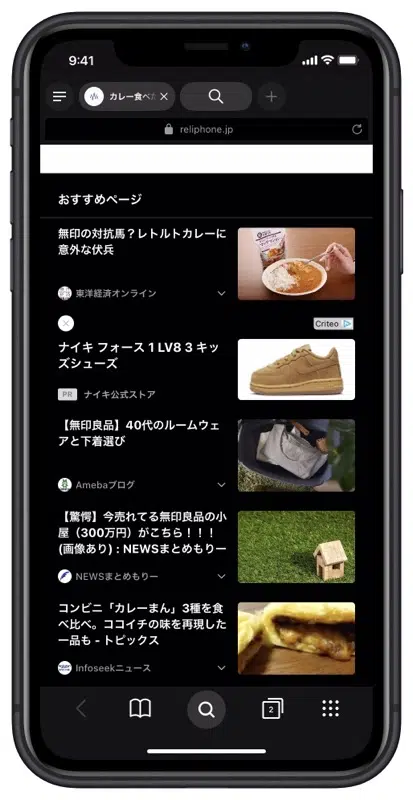 9:41
カレー食べ
reliphone.jp
おすすめページ
無印の対抗馬？レトルトカレーに
意外な伏兵
東洋経済オンライン
Criteo
ナイキ フォース 1 LV8 3 キッ
ズシューズ
PR ナイキ公式ストア
【無印良品】40代のルームウェ
アと下着選び
Amebaブログ
【驚愕】今売れてる無印良品の小
屋（300万円）がこちら！！！
(画像あり) : NEWSまとめもりー
NEWSまとめもりー
コンビニ「カレーまん」3種を食
べ比べ。ココイチの味を再現した
一品も - トピックス
Infoseekニュース
2